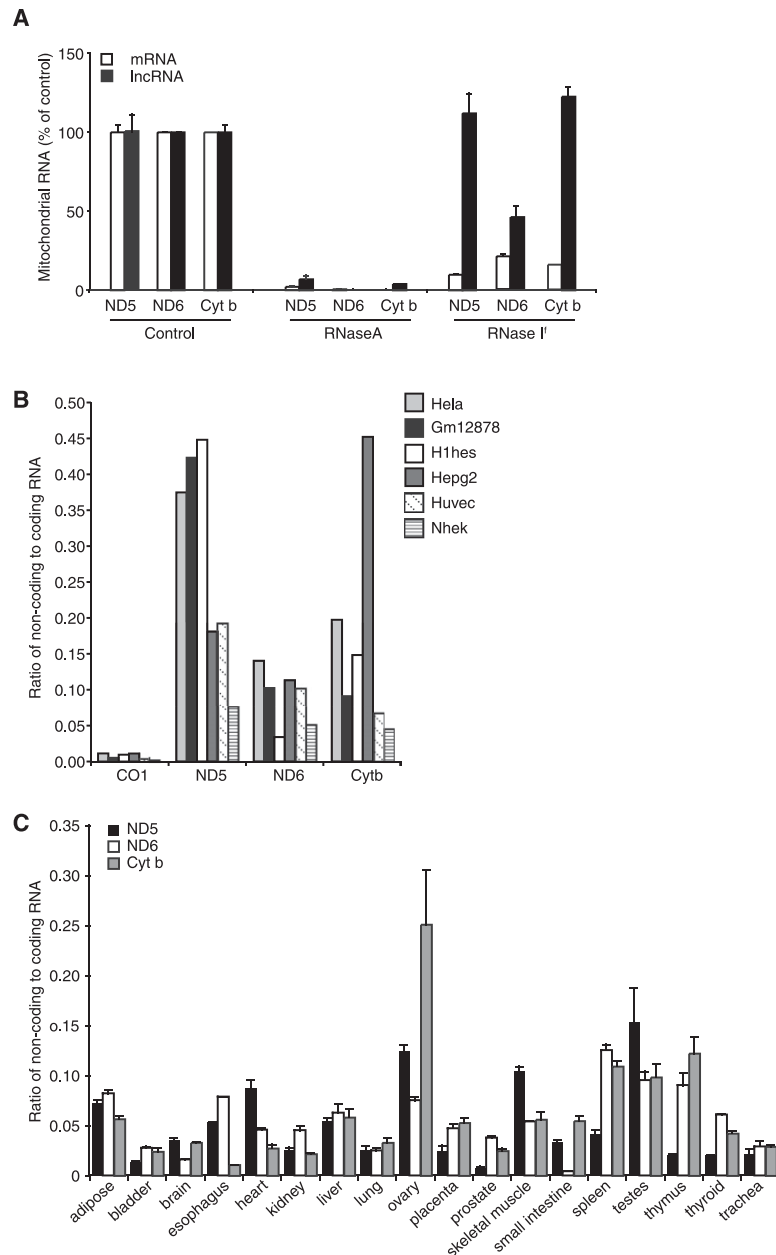 A
Mitochondrial RNA (% of control)
mRNA
lncRNA
150
100
50
0
ND5 ND6 Cyt b
ND5 ND6 Cyt b
ND5 ND6 Cyt b
Control
RNaseA
RNase Iᶠ
B
Ratio of non-coding to coding RNA
0.50
0.45
0.40
0.35
0.30
0.25
0.20
0.15
0.10
0.05
0.00
CO1 ND5 ND6 Cytb
Hela
Gm12878
H1hes
Hepg2
Huvec
Nhek
C
Ratio of non-coding to coding RNA
0.35
0.30
0.25
0.20
0.15
0.10
0.05
0
ND5
ND6
Cyt b
adipose
bladder
brain
esophagus
heart
kidney
liver
lung
ovary
placenta
prostate
skeletal muscle
small intestine
spleen
testes
thymus
thyroid
trachea